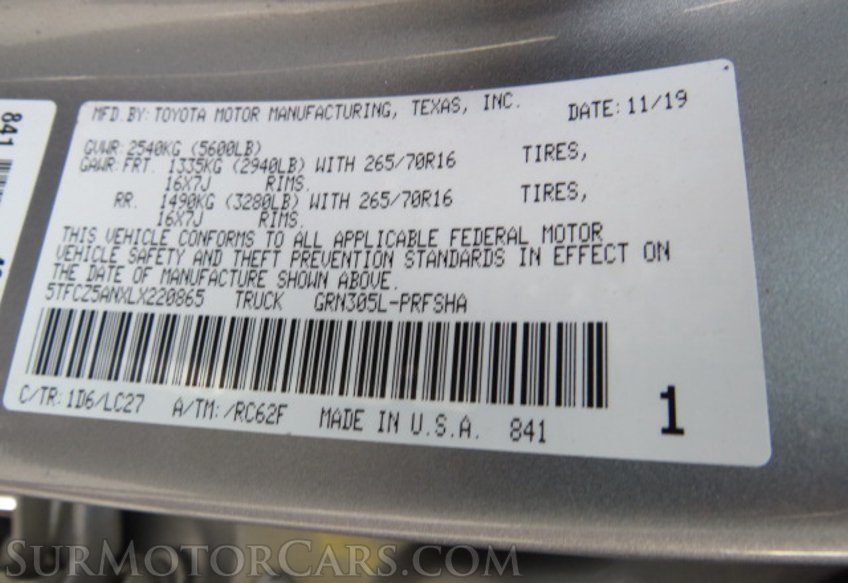 MFD.BY: TOYOTA MOTOR MANUFACTURING, TEXAS, INC. DATE: 11/19
GVWR: 2540KG (5600LB)
GAWR: FRT. 1335KG (2940LB) WITH 265/70R16 TIRES,
16X7J RIMS.
RR. 1490KG (3280LB) WITH 265/70R16 TIRES,
16X7J RIMS.
THIS VEHICLE CONFORMS TO ALL APPLICABLE FEDERAL MOTOR
VEHICLE SAFETY AND THEFT PREVENTION STANDARDS IN EFFECT ON
THE DATE OF MANUFACTURE SHOWN ABOVE.
5TFCZ5ANXLX220865 TRUCK GRN305L-PRFSHA
C/TR: 1D6/LC27 A/TM: /RC62F MADE IN U.S.A. 841 1
841
SURMOTORCARS.COM